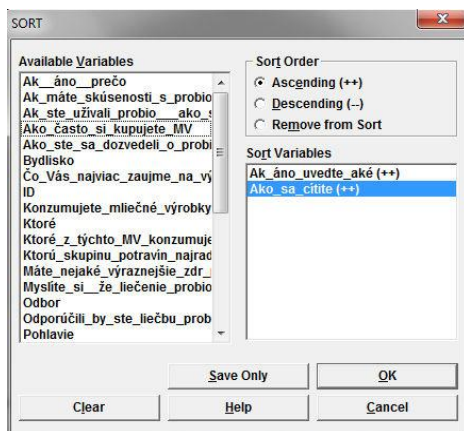 SORT
Available Variables
Ak__áno__prečo
Ak_máte_skúsenosti_s_probio
Ak_ste_užívali_probio___ako_s
Ako_často_si_kupujete_MV
Ako_ste_sa_dozvedeli_o_probi
Bydlisko
Čo_Vás_najviac_zaujme_na_vý
ID
Konzumujete_mliečné_výrobky
Ktoré
Ktoré_z_týchto_MV_konzumuje
Ktorú_skupinu_potravín_najrad
Máte_nejaké_výraznejšie_zdr_
Myslíte_si__že_liečenie_probio
Odbor
Odporúčili_by_ste_liečbu_prob
Pohlavie
Sort Order
Ascending (++)
Descending (--)
Remove from Sort
Sort Variables
Ak_áno_uvedte_aké (++)
Ako_sa_cítite (++)
Save Only
OK
Clear
Help
Cancel